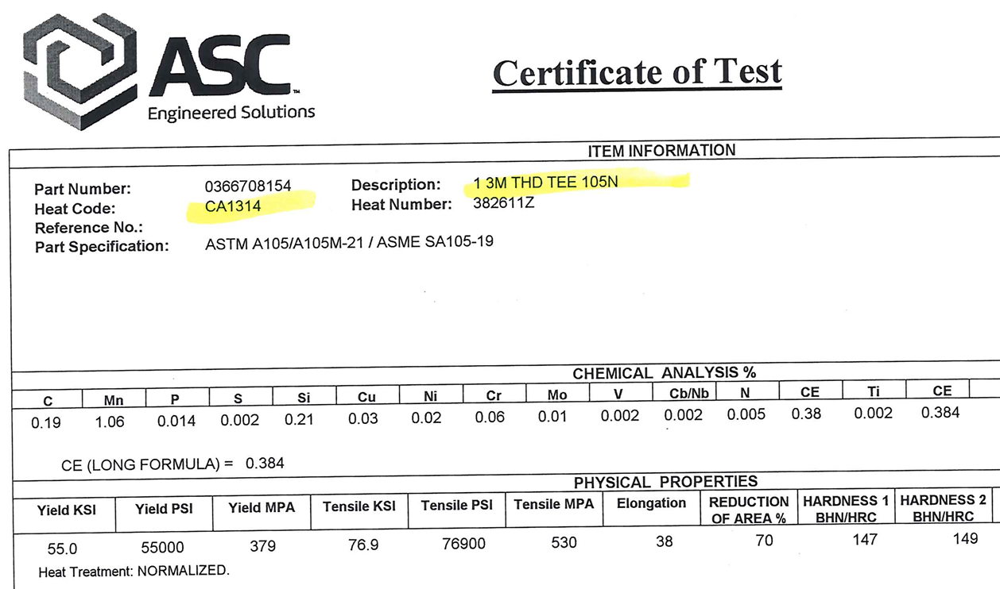 ASC™
Engineered Solutions
Certificate of Test
ITEM INFORMATION
Part Number: 0366708154 Description: 1 3M THD TEE 105N
Heat Code: CA1314 Heat Number: 382611Z
Reference No.:
Part Specification: ASTM A105/A105M-21 / ASME SA105-19
CHEMICAL ANALYSIS %
C Mn P S Si Cu Ni Cr Mo V Cb/Nb N CE Ti CE
0.19 1.06 0.014 0.002 0.21 0.03 0.02 0.06 0.01 0.002 0.002 0.005 0.38 0.002 0.384
CE (LONG FORMULA) = 0.384
PHYSICAL PROPERTIES
Yield KSI Yield PSI Yield MPA Tensile KSI Tensile PSI Tensile MPA Elongation REDUCTION HARDNESS 1 HARDNESS 2
OF AREA % BHN/HRC BHN/HRC
55.0 55000 379 76.9 76900 530 38 70 147 149
Heat Treatment: NORMALIZED.